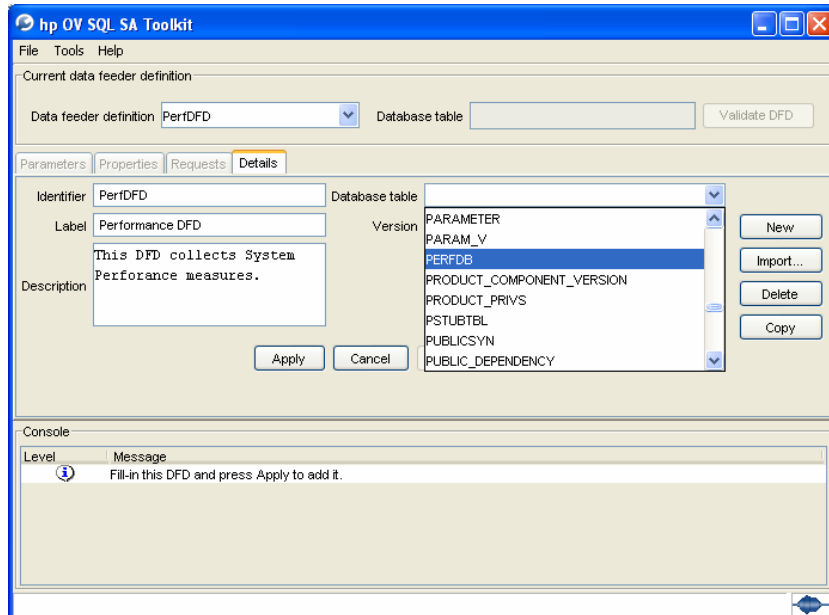 hp OV SQL SA Toolkit
File Tools Help
Current data feeder definition
Data feeder definition PerfDFD Database table Validate DFD
Parameters Properties Requests Details
Identifier PerfDFD Database table
Label Performance DFD Version
Description This DFD collects System
Perforance measures.
PARAMETER
PARAM_V
PERFDB
PRODUCT_COMPONENT_VERSION
PRODUCT_PRIVS
PSTUBTBL
PUBLICSYN
PUBLIC_DEPENDENCY
New
Import...
Delete
Copy
Apply Cancel
Console
Level Message
Fill-in this DFD and press Apply to add it.